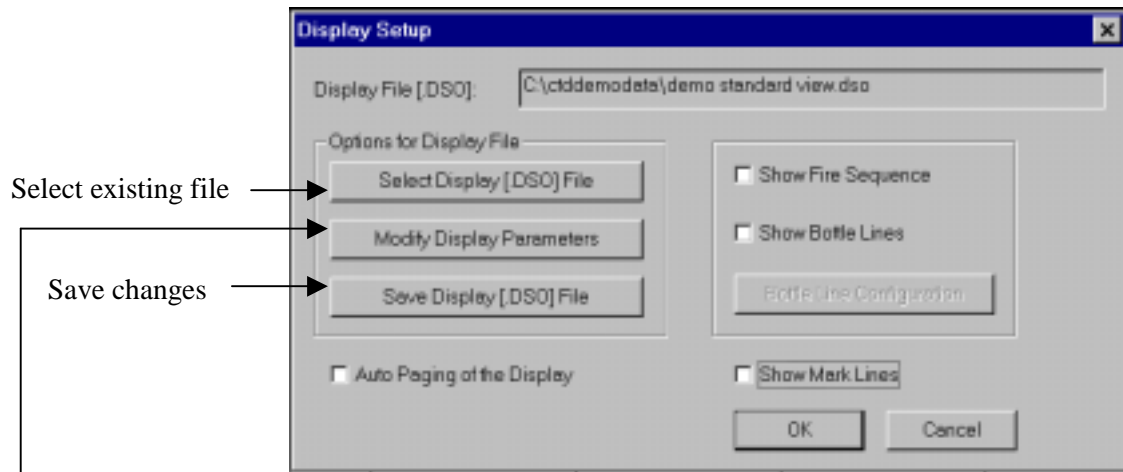 Display Setup
Display File [.DSO]:
C:\ctddemodata\demo standard view.dso
Options for Display File
Select existing file
Select Display [.DSO] File
Show Fire Sequence
Modify Display Parameters
Show Bottle Lines
Save changes
Save Display [.DSO] File
Bottle Line Configuration
Auto Paging of the Display
Show Mark Lines
OK
Cancel